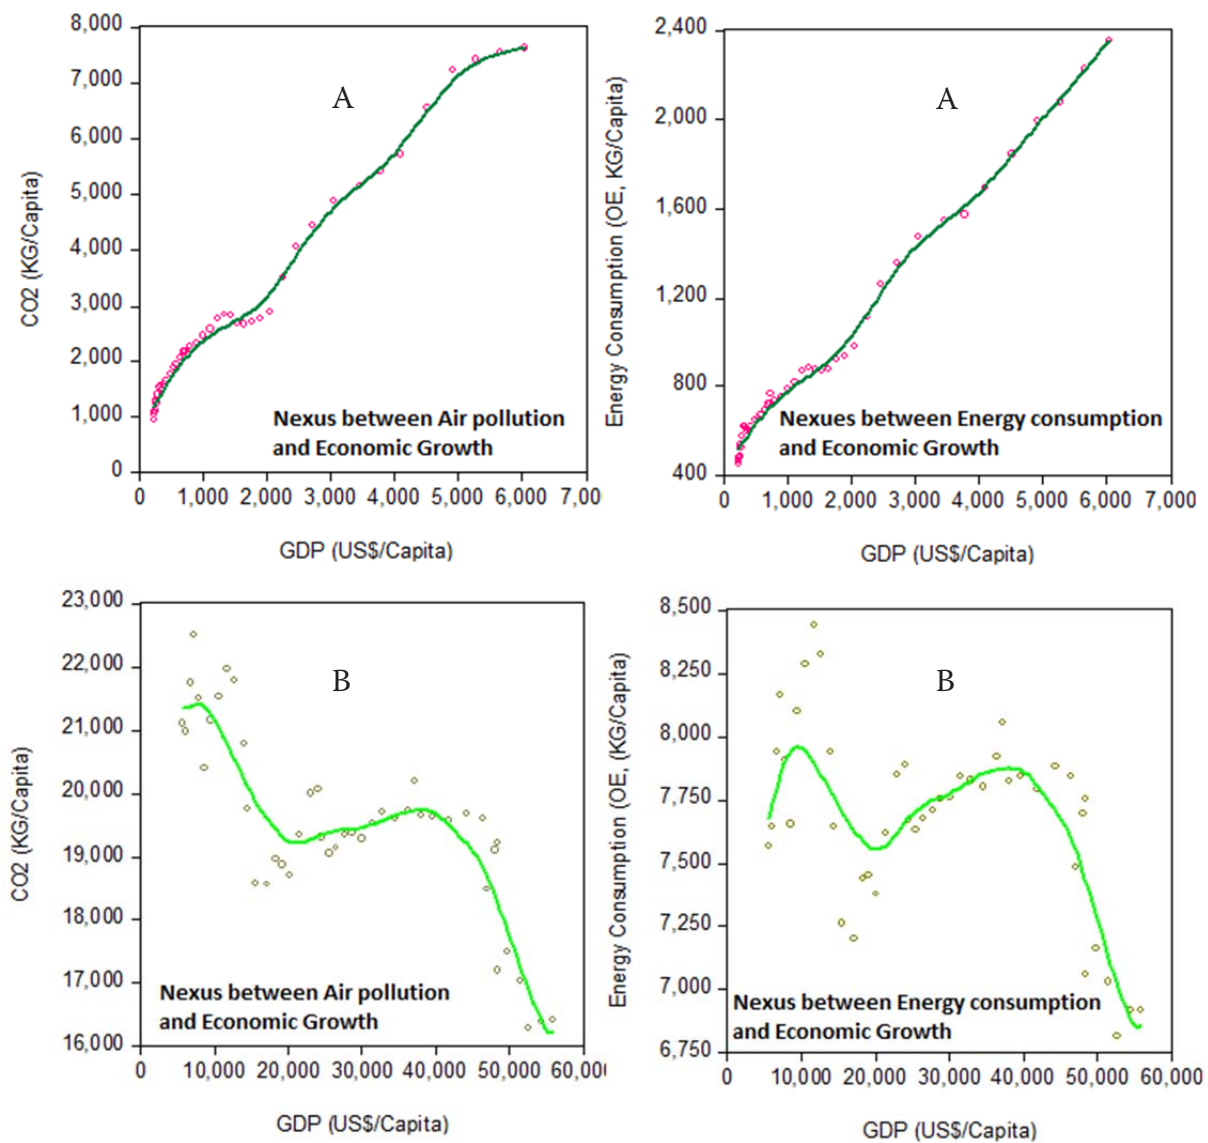 8,000
7,000
6,000
5,000
4,000
3,000
2,000
1,000
0
CO2 (KG/Capita)
A
Nexus between Air pollution
and Economic Growth
0 1,000 2,000 3,000 4,000 5,000 6,000 7,00
GDP (US$/Capita)
2,400
2,000
1,600
1,200
800
400
Energy Consumption (OE, KG/Capita)
A
Nexues between Energy consumption
and Economic Growth
0 1,000 2,000 3,000 4,000 5,000 6,000 7,000
GDP (US$/Capita)
23,000
22,000
21,000
20,000
19,000
18,000
17,000
16,000
CO2 (KG/Capita)
B
Nexus between Air pollution
and Economic Growth
0 10,000 20,000 30,000 40,000 50,000 60,000
GDP (US$/Capita)
8,500
8,250
8,000
7,750
7,500
7,250
7,000
6,750
Energy Consumption (OE, (KG/Capita)
B
Nexus between Energy consumption
and Economic Growth
0 10,000 20,000 30,000 40,000 50,000 60,000
GDP (US$/Capita)